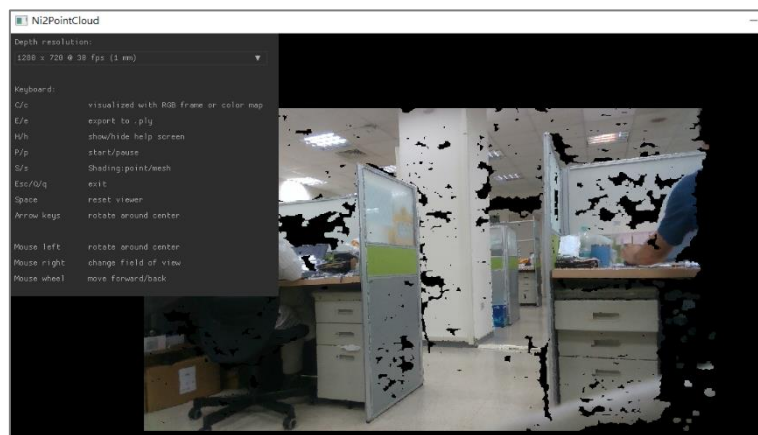 Ni2PointCloud
Depth resolution:
1280 x 720 @ 30 fps (1 mm)
Keyboard:
C/c visualized with RGB frame or color map
E/e export to .ply
H/h show/hide help screen
P/p start/pause
S/s Shading:point/mesh
Esc/Q/q exit
Space reset viewer
Arrow keys rotate around center
Mouse left rotate around center
Mouse right change field of view
Mouse wheel move forward/back